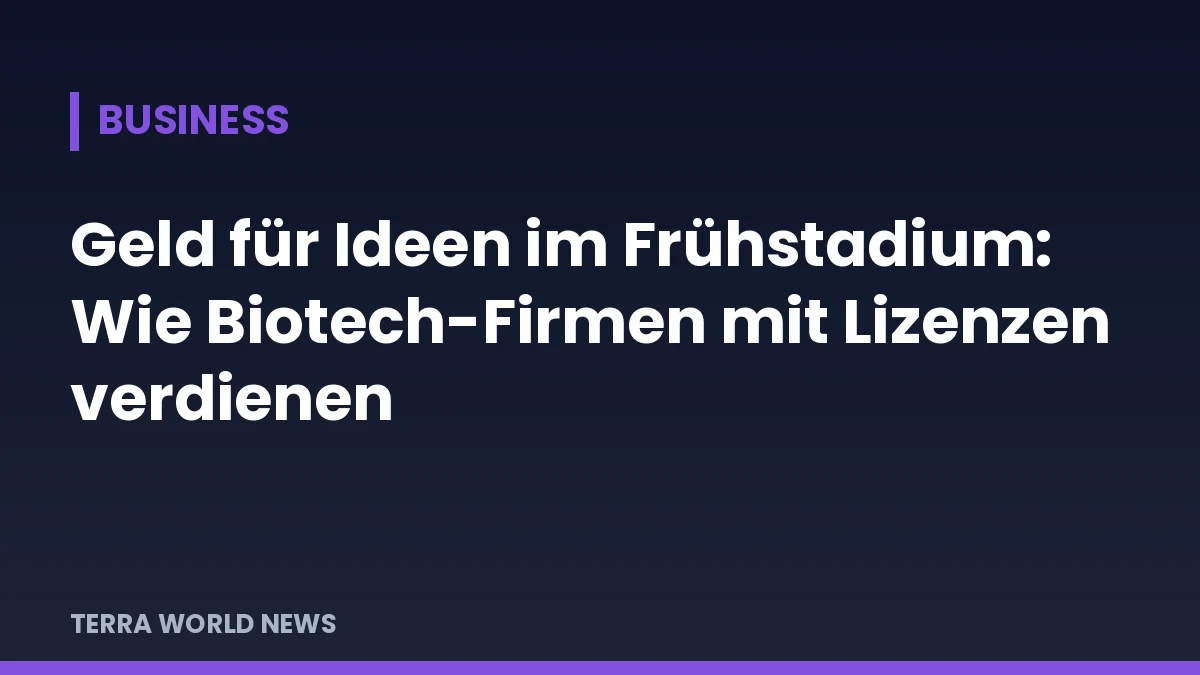 BUSINESS
Geld für Ideen im Frühstadium:
Wie Biotech-Firmen mit Lizenzen
verdienen
TERRA WORLD NEWS